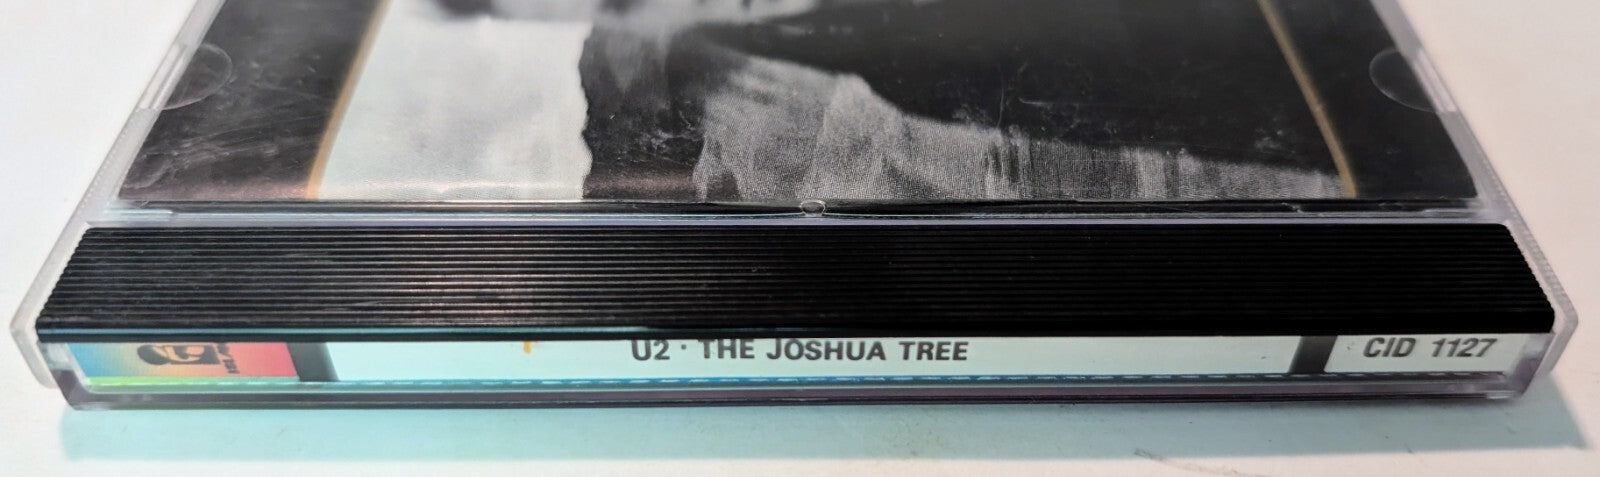 U2 · THE JOSHUA TREE
CID 1127